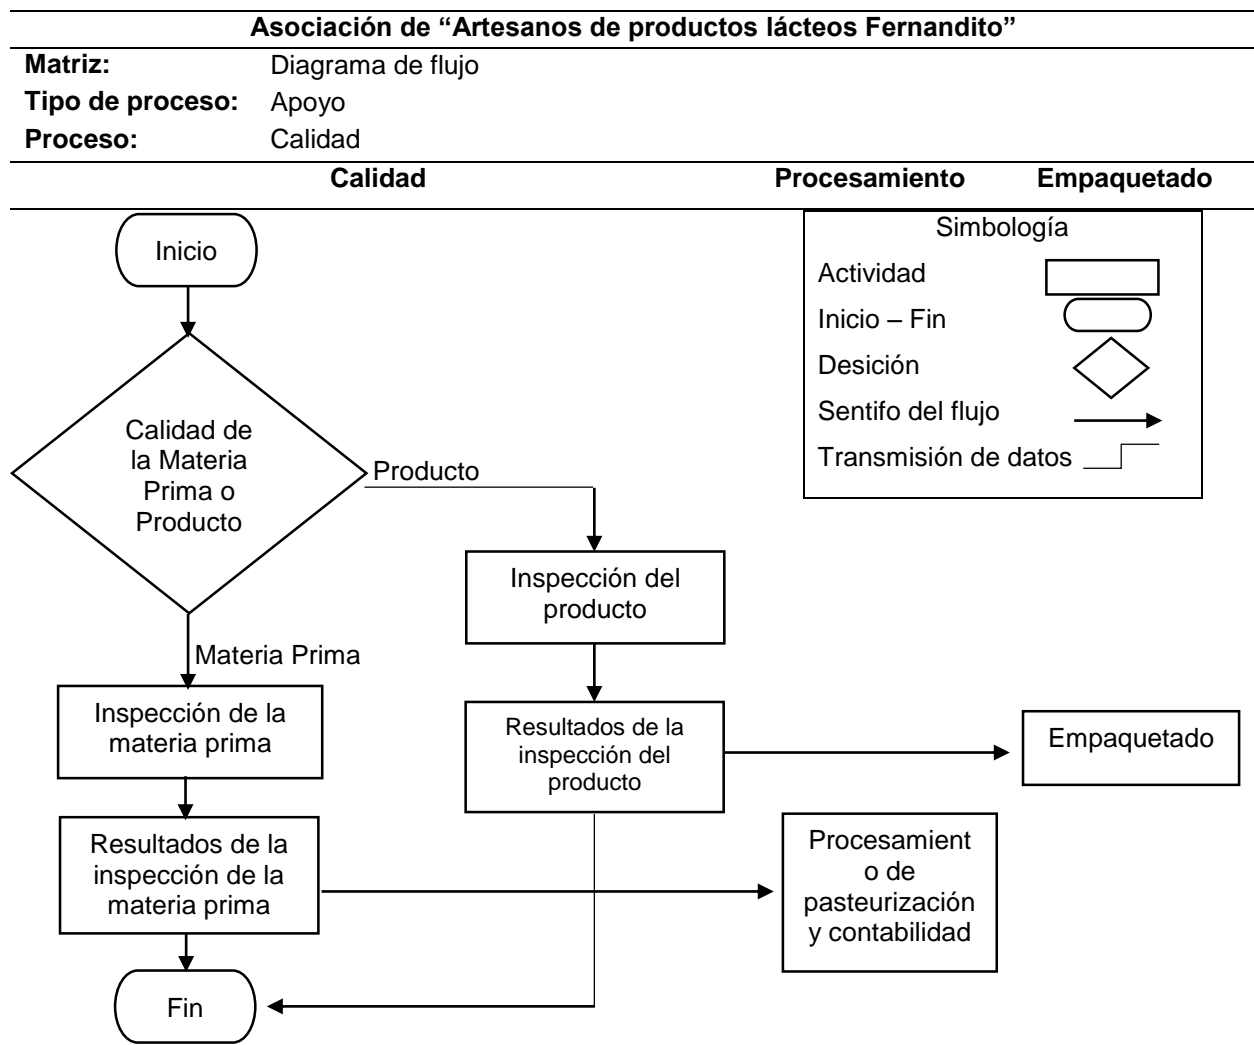 Asociación de “Artesanos de productos lácteos Fernandito”
Matriz: Diagrama de flujo
Tipo de proceso: Apoyo
Proceso: Calidad
Calidad Procesamiento Empaquetado
Inicio
Simbología
Actividad
Inicio – Fin
Desición
Sentifo del flujo
Transmisión de datos
Calidad de
la Materia
Prima o
Producto
Producto
Inspección del
producto
Materia Prima
Inspección de la
materia prima
Resultados de la
inspección del
producto
Empaquetado
Resultados de la
inspección de la
materia prima
Procesamient
o de
pasteurización
y contabilidad
Fin